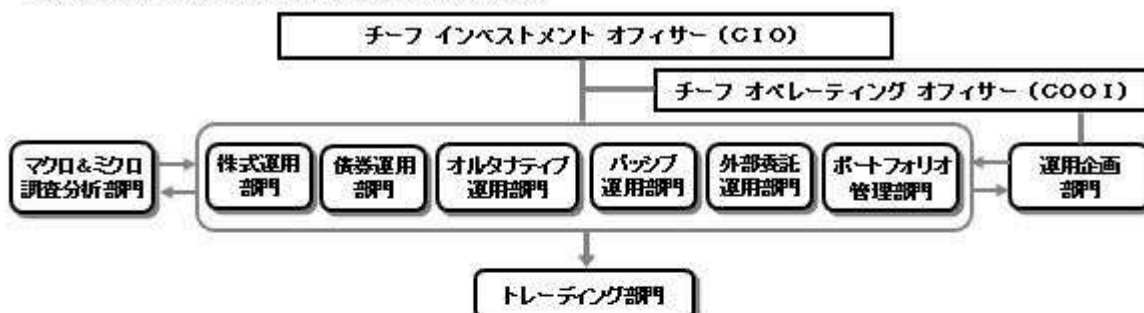 チーフ インベストメント オフィサー (CIO)
チーフ オペレーティング オフィサー (COOI)
マクロ&ミクロ
調査分析部門
株式運用
部門
債券運用
部門
オルタナティブ
運用部門
パッシブ
運用部門
外部委託
運用部門
ポートフォリオ
管理部門
運用企画
部門
トレーディング部門